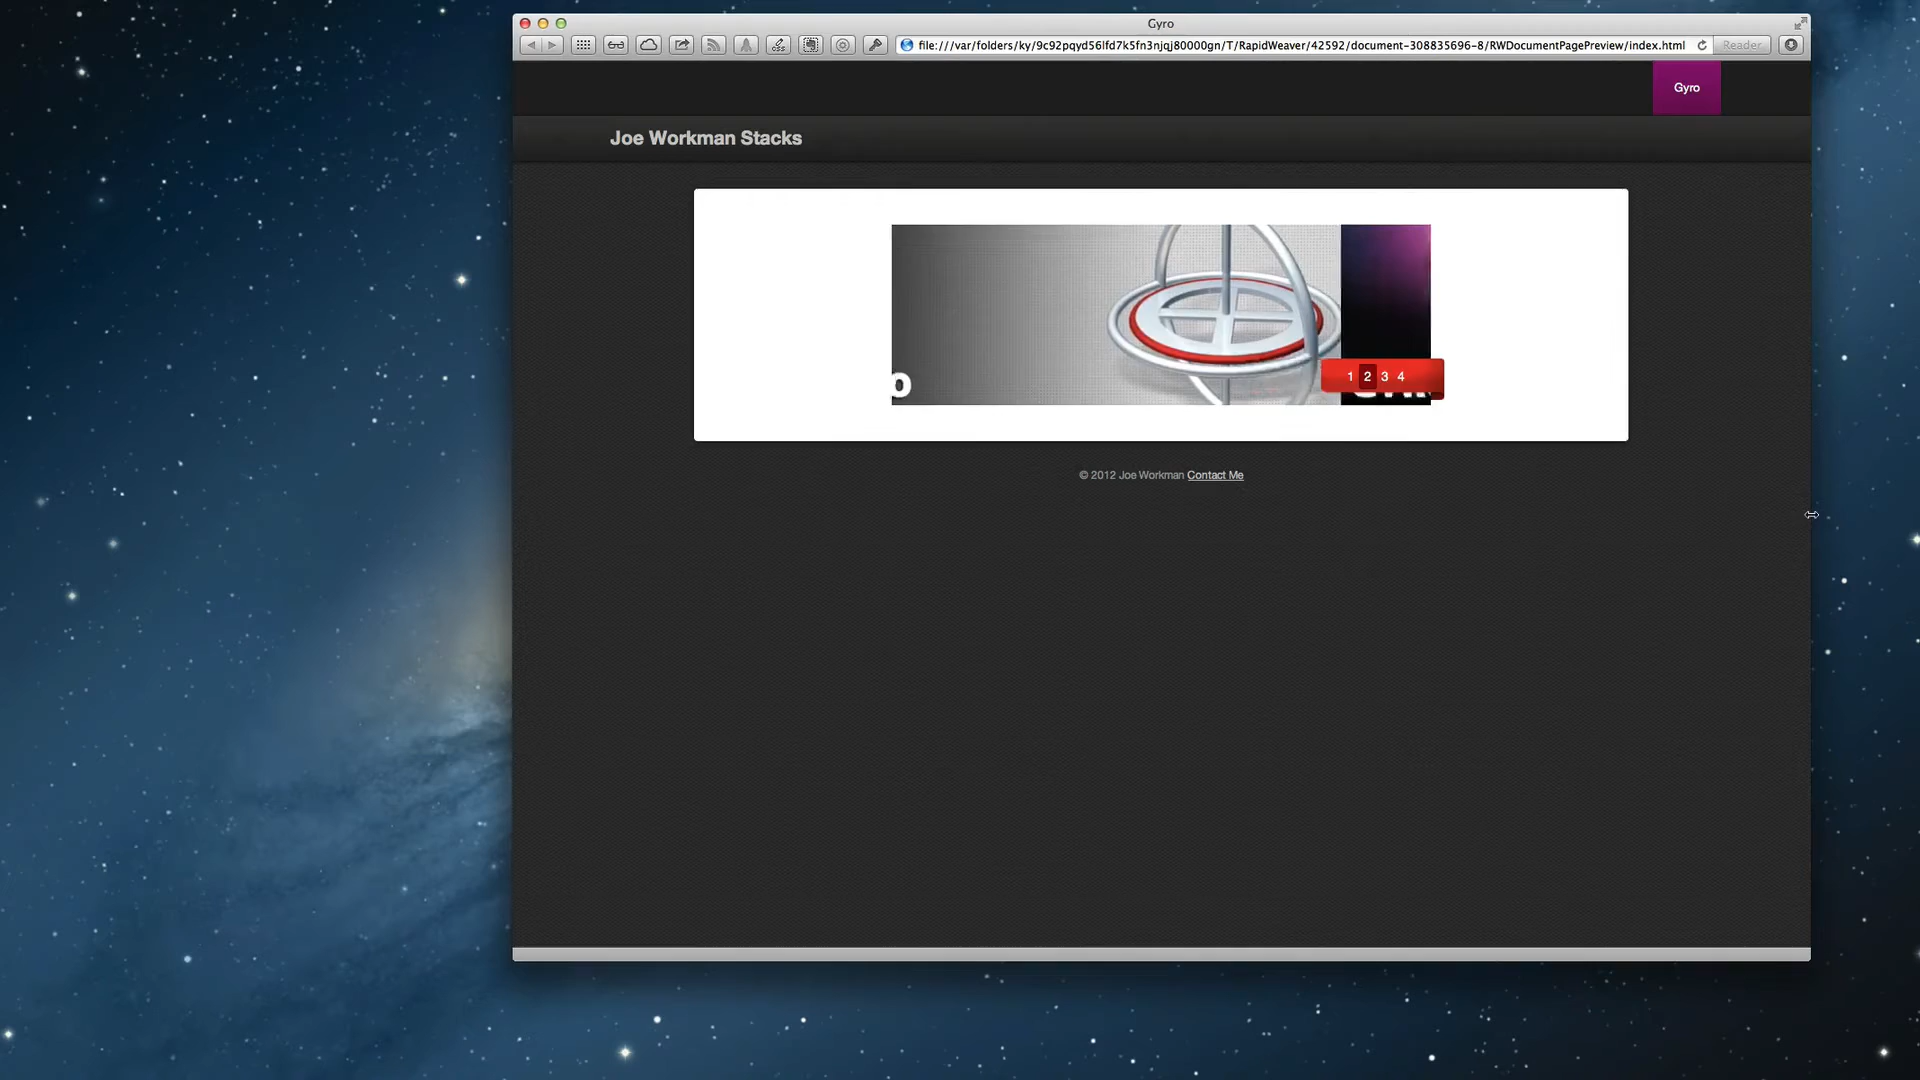 Gyro
file:///var/folders/ky/9c92pqyd56lfd7k5fn3njqj80000gn/T/RapidWeaver/42592/document-308835696-8/RWDocumentPagePreview/index.html
Reader
Gyro
Joe Workman Stacks
1 2 3 4
© 2012 Joe Workman Contact Me